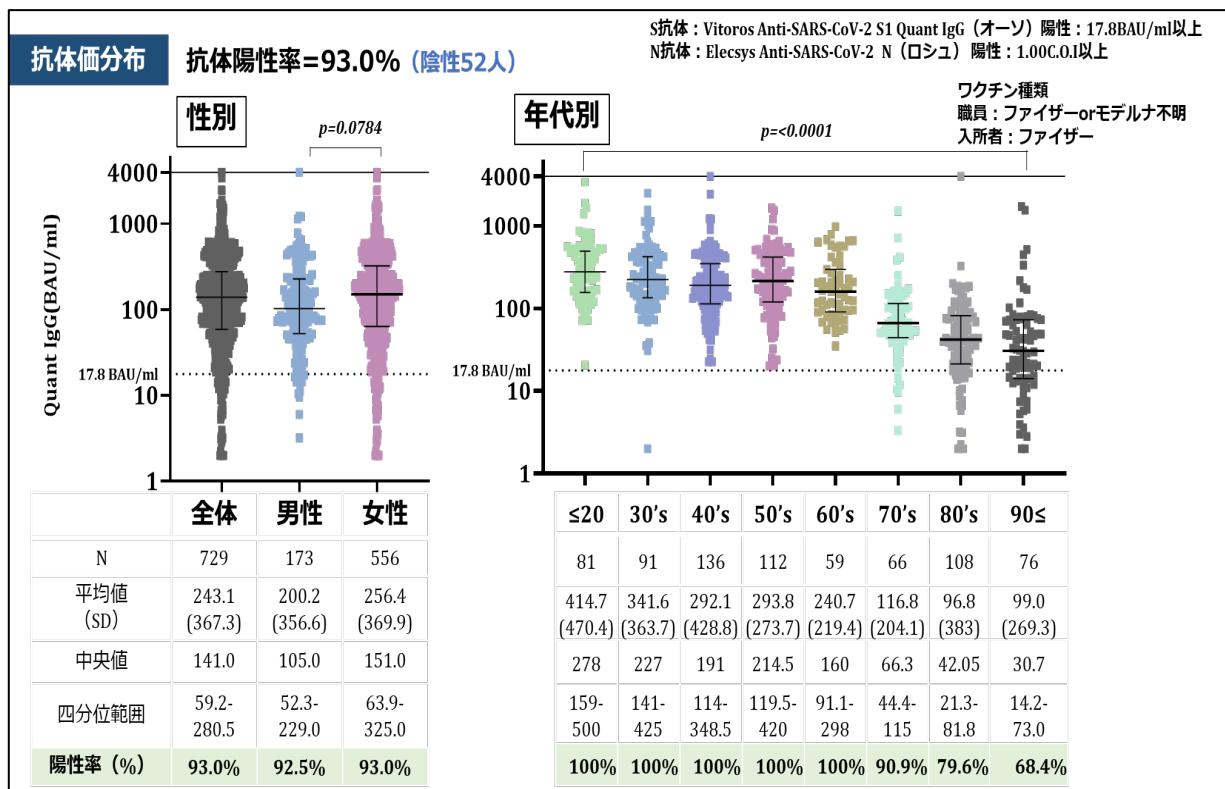 S抗体：Vitoros Anti-SARS-CoV-2 S1 Quant IgG（オーソ）陽性：17.8BAU/ml以上
N抗体：Elecsys Anti-SARS-CoV-2 N（ロシュ）陽性：1.00C.O.I以上
抗体価分布 抗体陽性率=93.0%（陰性52人）
ワクチン種類
職員：ファイザーorモデルナ不明
入所者：ファイザー
性別
p=0.0784
Quant IgG(BAU/ml)
4000
1000
100
17.8 BAU/ml
10
1
全体 男性 女性
N 729 173 556
平均値 243.1 200.2 256.4
（SD） (367.3) (356.6) (369.9)
中央値 141.0 105.0 151.0
四分位範囲 59.2- 52.3- 63.9-
280.5 229.0 325.0
陽性率（%） 93.0% 92.5% 93.0%
年代別
p=<0.0001
4000
1000
100
17.8 BAU/ml
10
1
≤20 30's 40's 50's 60's 70's 80's 90≤
81 91 136 112 59 66 108 76
414.7 341.6 292.1 293.8 240.7 116.8 96.8 99.0
(470.4) (363.7) (428.8) (273.7) (219.4) (204.1) (383) (269.3)
278 227 191 214.5 160 66.3 42.05 30.7
159- 141- 114- 119.5- 91.1- 44.4- 21.3- 14.2-
500 425 348.5 420 298 115 81.8 73.0
100% 100% 100% 100% 100% 90.9% 79.6% 68.4%